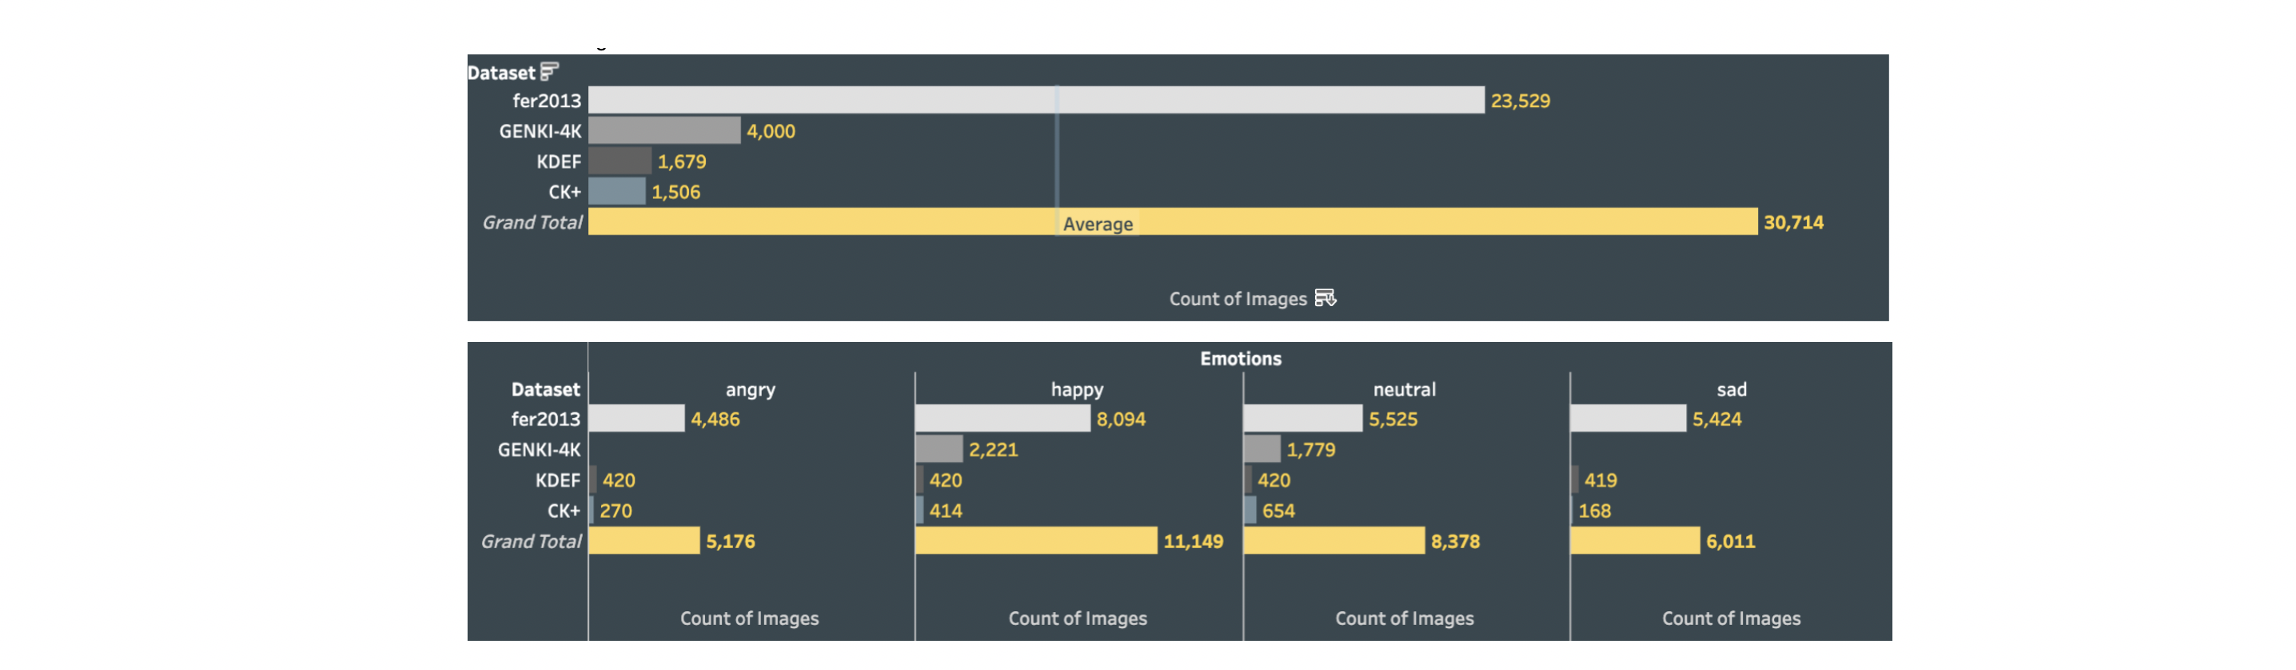 Dataset
fer2013 23,529
GENKI-4K 4,000
KDEF 1,679
CK+ 1,506
Grand Total Average 30,714
Count of Images
Emotions
Dataset angry happy neutral sad
fer2013 4,486 8,094 5,525 5,424
GENKI-4K 2,221 1,779
KDEF 420 420 420 419
CK+ 270 414 654 168
Grand Total 5,176 11,149 8,378 6,011
Count of Images Count of Images Count of Images Count of Images